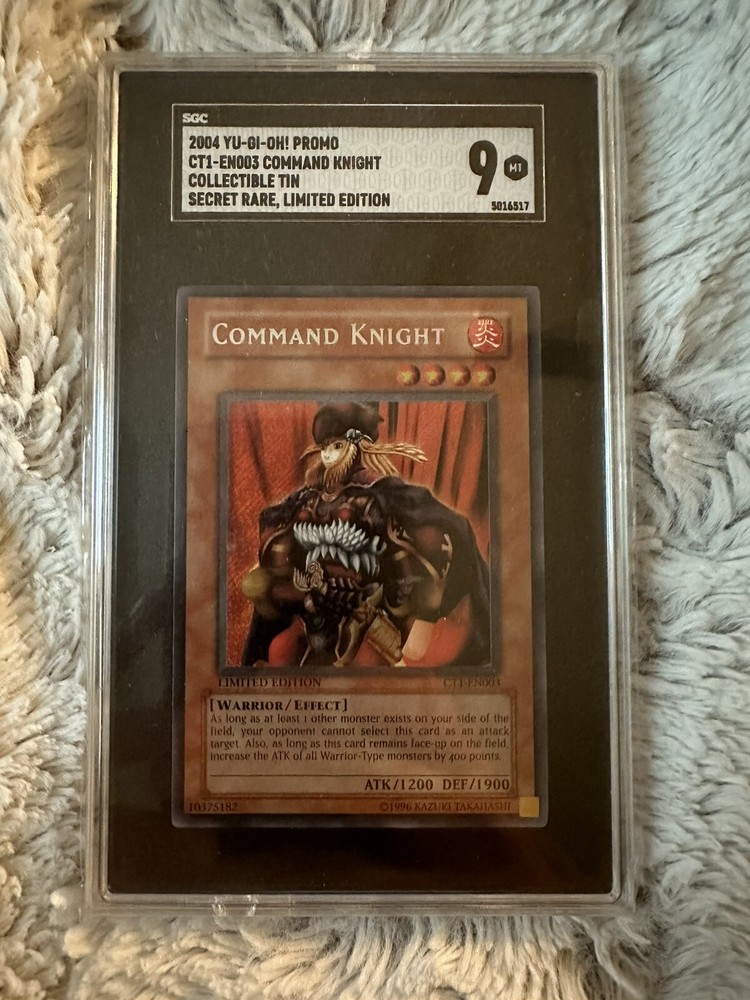 SGC
2004 YU-GI-OH! PROMO
CT1-EN003 COMMAND KNIGHT
COLLECTIBLE TIN
SECRET RARE, LIMITED EDITION
9 MT
5016517
COMMAND KNIGHT
FIRE 炎
LIMITED EDITION CT1-EN003
[WARRIOR/EFFECT]
As long as at least 1 other monster exists on your side of the
field, your opponent cannot select this card as an attack
target. Also, as long as this card remains face-up on the field,
increase the ATK of all Warrior-Type monsters by 400 points.
ATK/1200 DEF/1900
10375182 ©1996 KAZUKI TAKAHASHI